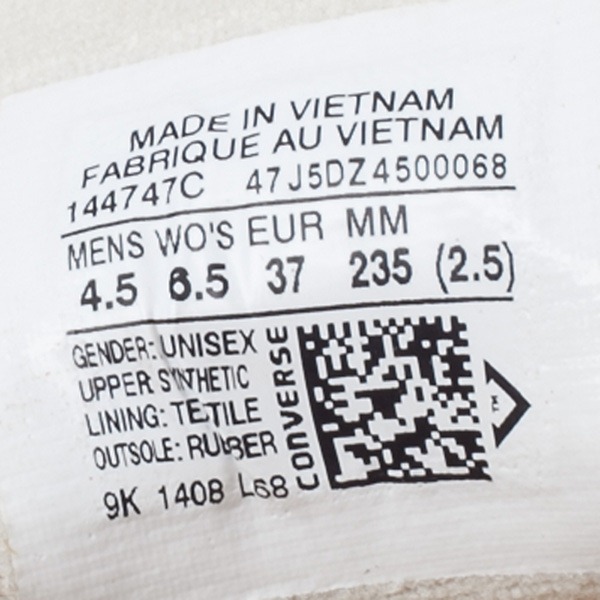 MADE IN VIETNAM
FABRIQUE AU VIETNAM
144747C 47J5DZ4500068
MENS WO'S EUR MM
4.5 6.5 37 235 (2.5)
GENDER: UNISEX
UPPER SYNTHETIC
LINING: TETILE
OUTSOLE: RUBBER
9K 1408 L68
CONVERSE